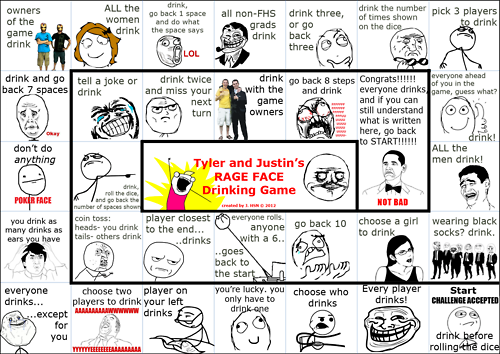 owners
of the
game
drink
ALL the
women
drink
drink,
go back 1 space
and do what
the space says
LOL
all non-FHS
grads
drink
drink three,
or go
back
three
drink the number
of times shown
on the dice...
pick 3 players
to drink
drink and go
back 7 spaces
Okay
tell a joke or
drink
drink twice
and miss your
next
turn
drink
with the
game
owners
go back 8 steps
and drink
Congrats!!!!!!
everyone drinks,
and if you can
still understand
what is written
here, go back
to START!!!!!!
NOT BAD
everyone ahead
of you in the
game, guess what?
drink!
don't do
anything
POKER FACE
drink,
roll the dice,
and go back the
number of spaces shown
Tyler and Justin's
RAGE FACE
Drinking Game
created by J. HSM © 2012
ALL the
men drink!
you drink as
many drinks as
ears you have
coin toss:
heads- you drink
tails- others drink
player closest
to the end...
..drinks
everyone rolls.
anyone
with a 6..
..goes
back to
the start
go back 10
choose a girl
to drink
wearing black
socks? drink.
everyone
drinks...
...except
for
you
choose two
players to drink
AAAAAAAAAWWWWWW
YYYYYYEEEEEEEAAAAAAAAA
player on
your left
drinks
you're lucky. you
only have to
drink one
choose who
drinks
Every player
drinks!
Start
CHALLENGE ACCEPTED
drink before
rolling the dice